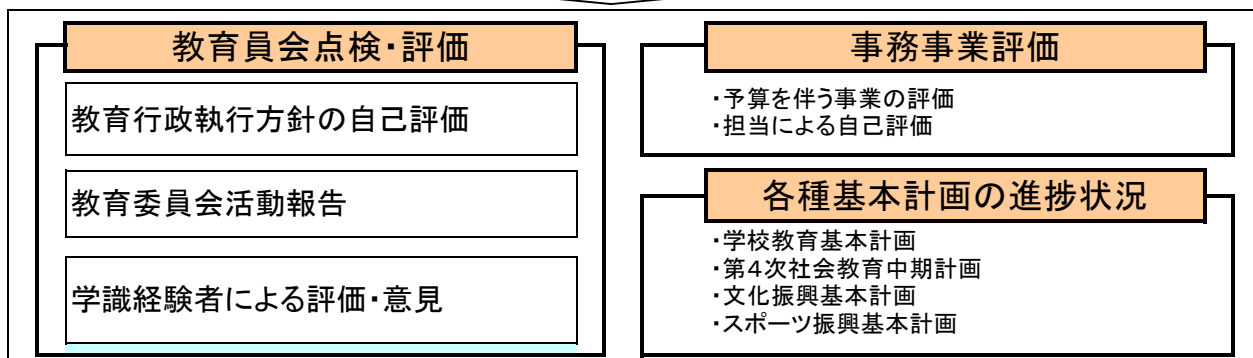 教育員会点検・評価
教育行政執行方針の自己評価
教育委員会活動報告
学識経験者による評価・意見
事務事業評価
・予算を伴う事業の評価
・担当による自己評価
各種基本計画の進捗状況
・学校教育基本計画
・第4次社会教育中期計画
・文化振興基本計画
・スポーツ振興基本計画